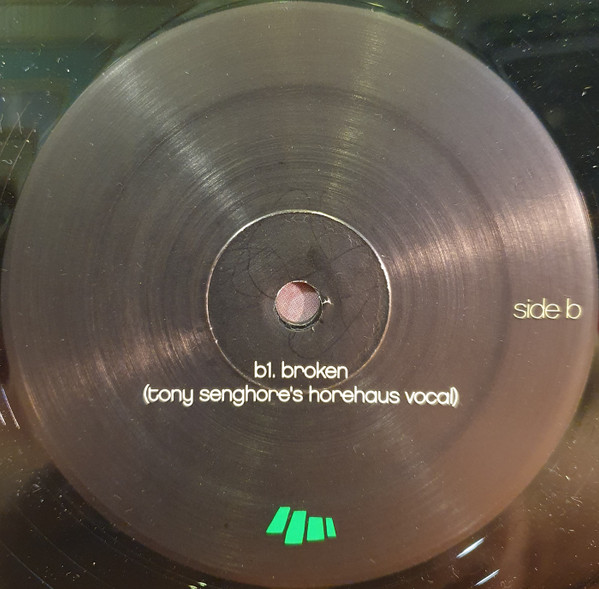 side b
b1. broken
(tony senghore's horehaus vocal)